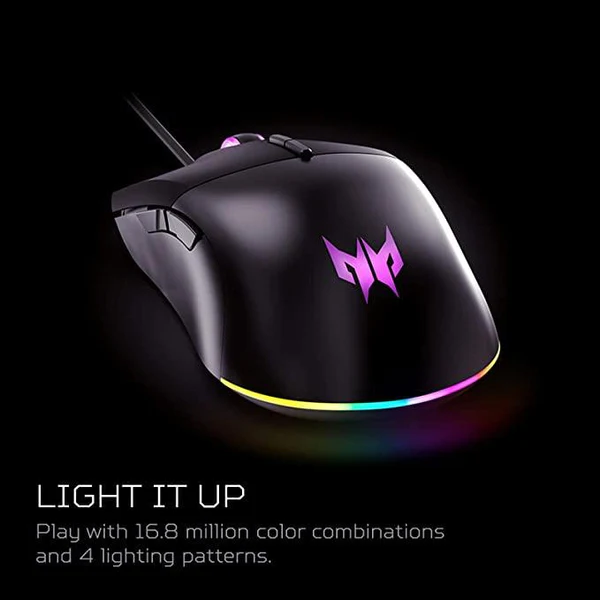 LIGHT IT UP
Play with 16.8 million color combinations
and 4 lighting patterns.